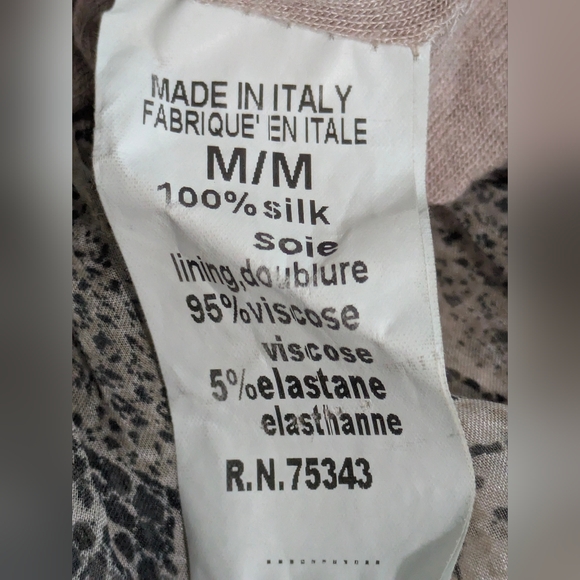 MADE IN ITALY
FABRIQUE' EN ITALE
M/M
100% silk
soie
lining,doublure
95%viscose
viscose
5%elastane
elasthanne
R.N.75343